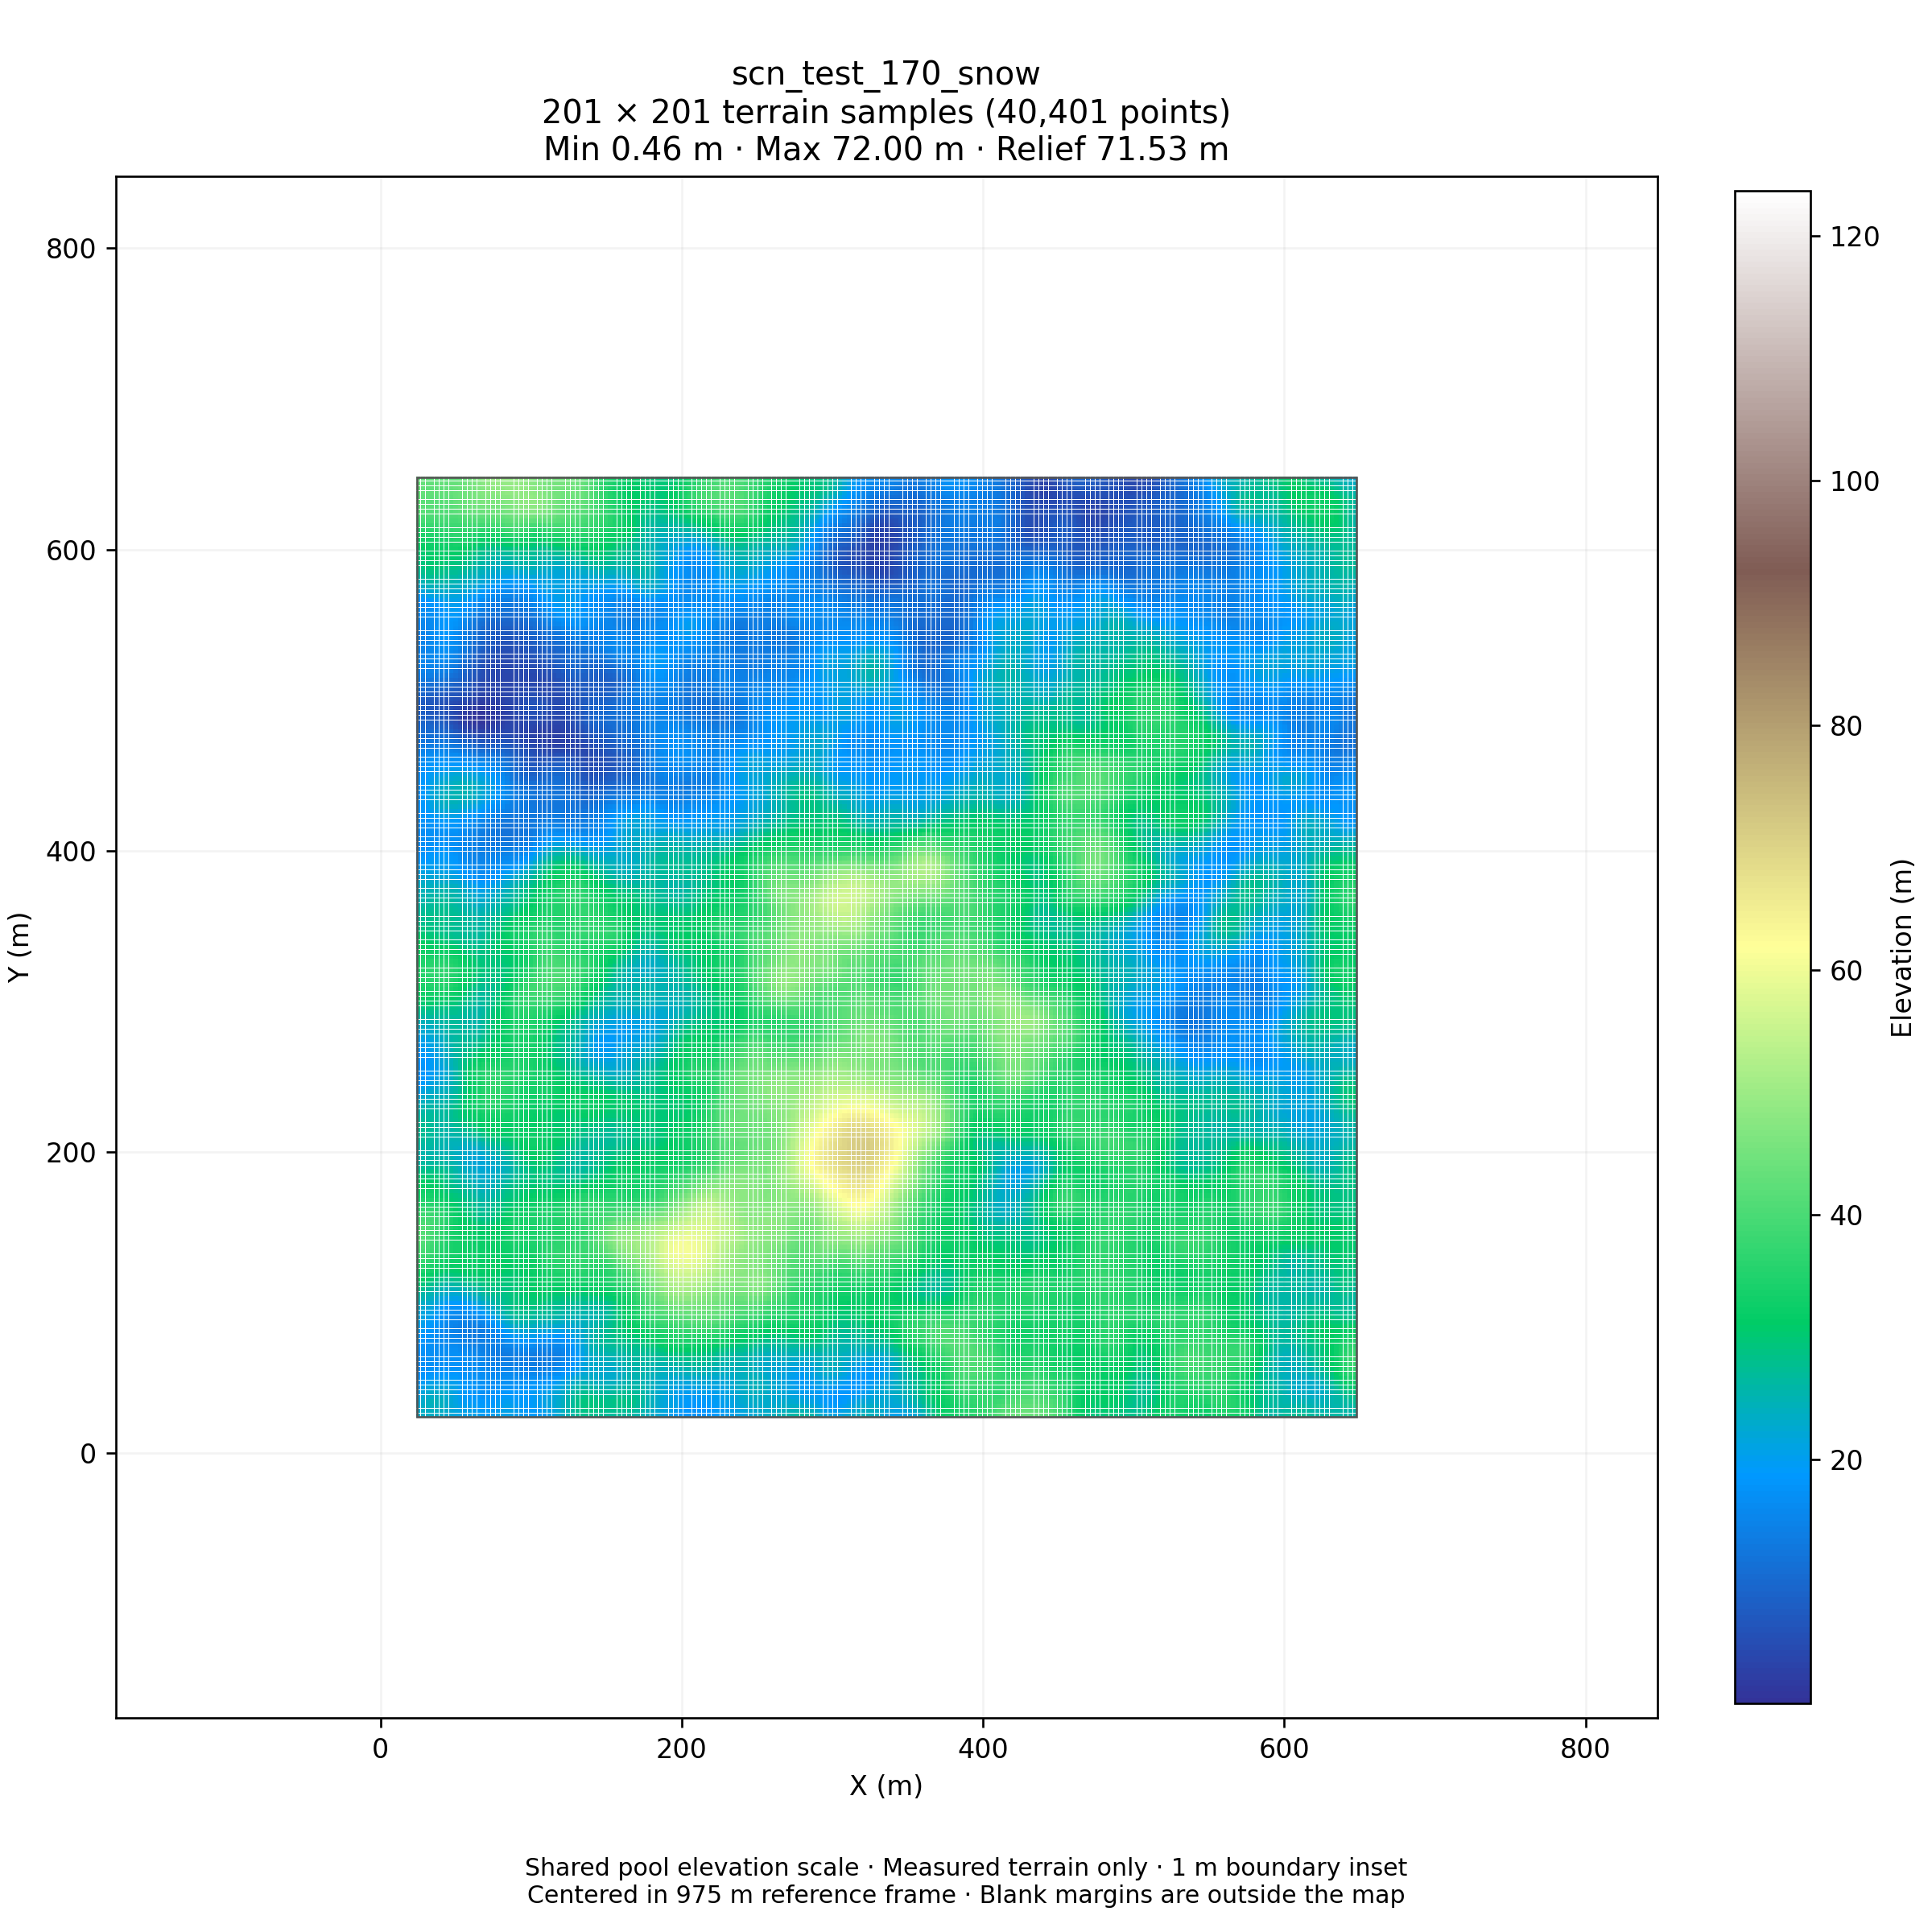 scn_test_170_snow
201 × 201 terrain samples (40,401 points)
Min 0.46 m · Max 72.00 m · Relief 71.53 m
800
600
400
200
0
Y (m)
0
200
400
600
800
X (m)
120
100
80
60
40
20
Elevation (m)
Shared pool elevation scale · Measured terrain only · 1 m boundary inset
Centered in 975 m reference frame · Blank margins are outside the map